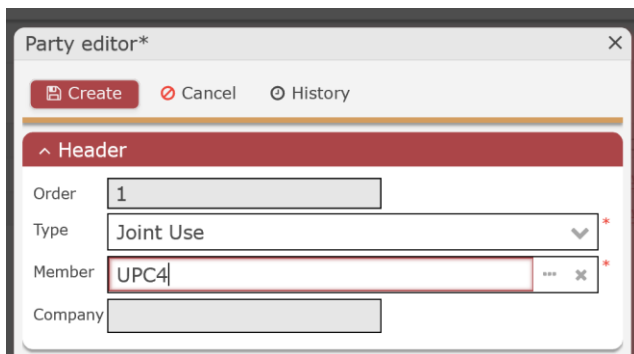 Party editor*
Create Cancel History
Header
Order 1
Type Joint Use *
Member UPC4 *
Company